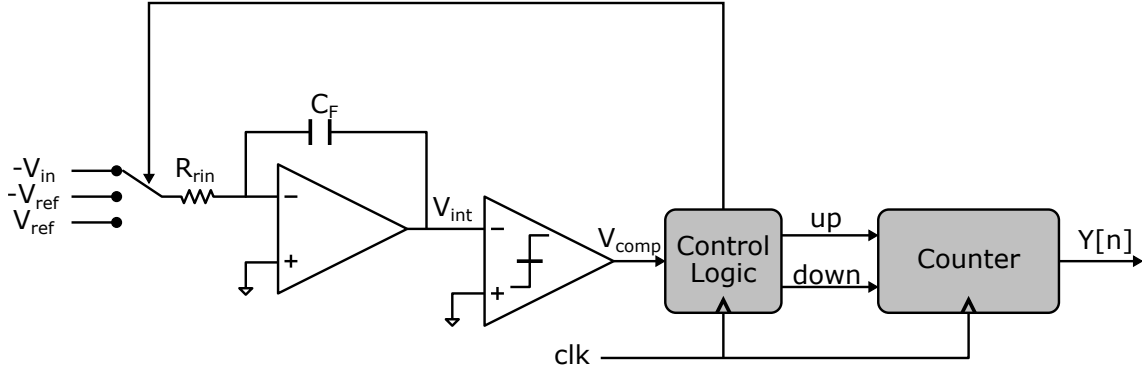 C_F
-V_in
R_rin
-V_ref
V_ref
V_int
V_comp
Control
Logic
up
down
Counter
Y[n]
clk